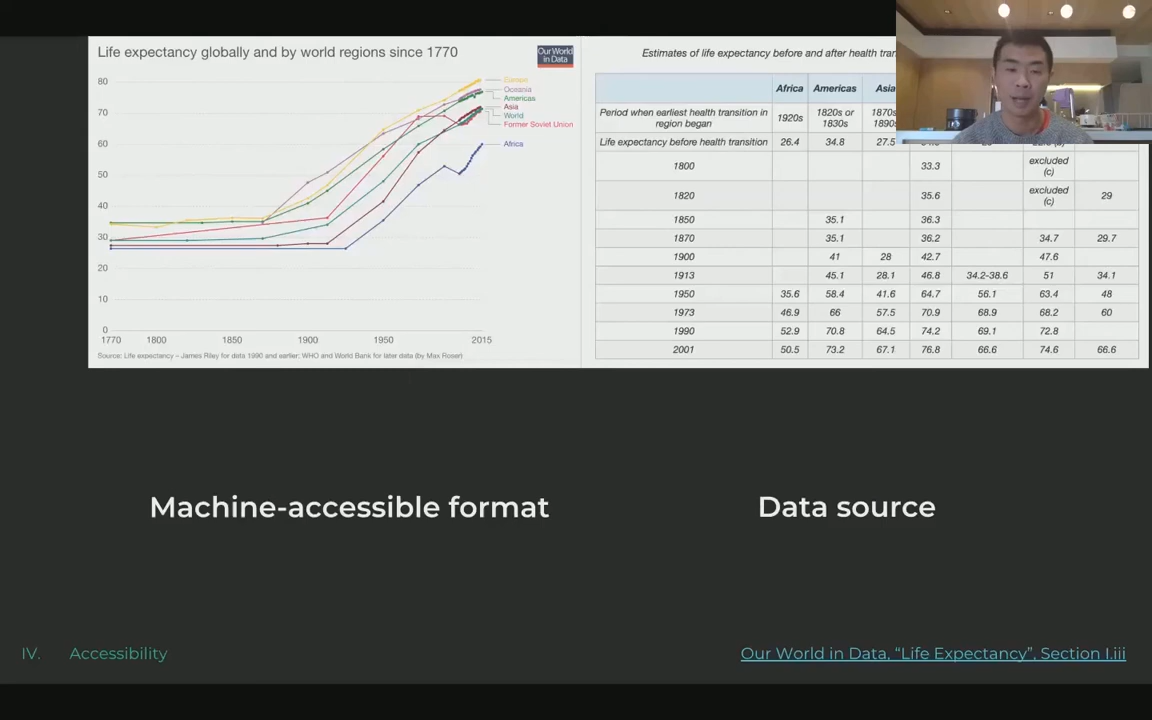 Life expectancy globally and by world regions since 1770
Our World
in Data
80
70
60
50
40
30
20
10
0
1770
1800
1850
1900
1950
2015
Europe
Oceania
Americas
Asia
World
Former Soviet Union
Africa
Source: Life expectancy – James Riley for data 1990 and earlier; WHO and World Bank for later data (by Max Roser)
Estimates of life expectancy before and after health
Africa Americas Asia
Period when earliest health transition in region began 1920s 1820s or 1830s 1870s 1890s
Life expectancy before health transition 26.4 34.8 27.5
1800 33.3 excluded (c)
1820 35.6 excluded (c) 29
1850 35.1 36.3
1870 35.1 36.2 34.7 29.7
1900 41 28 42.7 47.6
1913 45.1 28.1 46.8 34.2-38.6 51 34.1
1950 35.6 58.4 41.6 64.7 56.1 63.4 48
1973 46.9 66 57.5 70.9 68.9 68.2 60
1990 52.9 70.8 64.5 74.2 69.1 72.8
2001 50.5 73.2 67.1 76.8 66.6 74.6 66.6
Machine-accessible format
Data source
IV. Accessibility
Our World in Data, “Life Expectancy”, Section I.iii